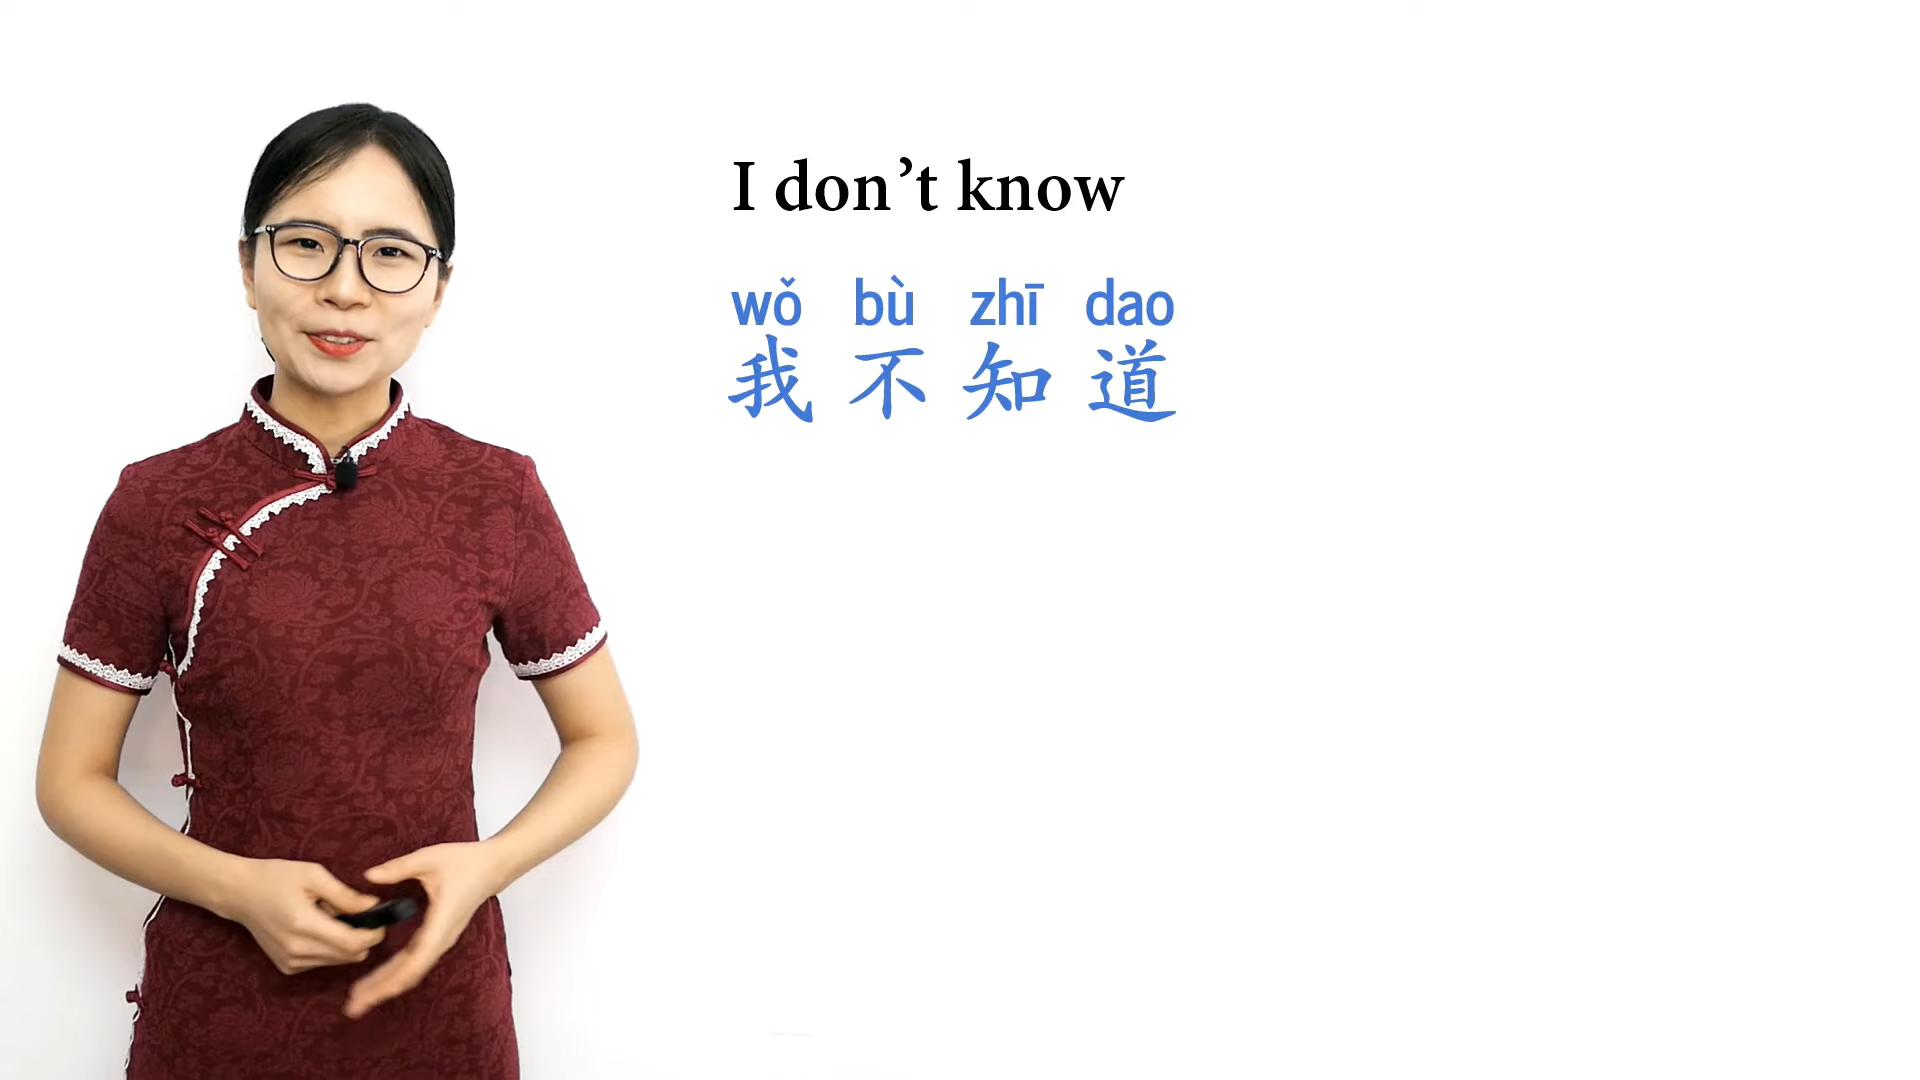 I don’t know
wǒ bù zhī dao
我 不 知 道